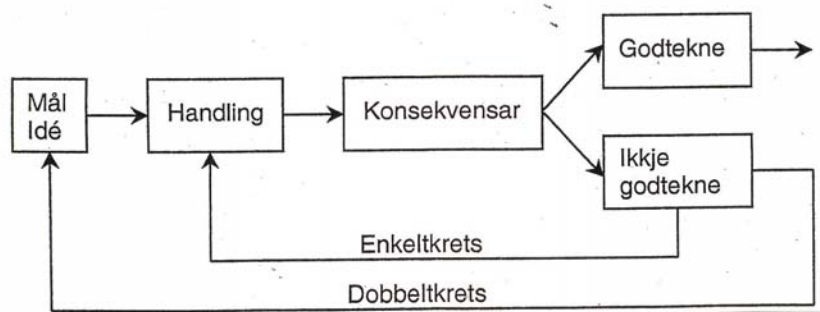 Mål
Idé
Handling
Konsekvensar
Godtekne
Ikkje
godtekne
Enkeltkrets
Dobbeltkrets